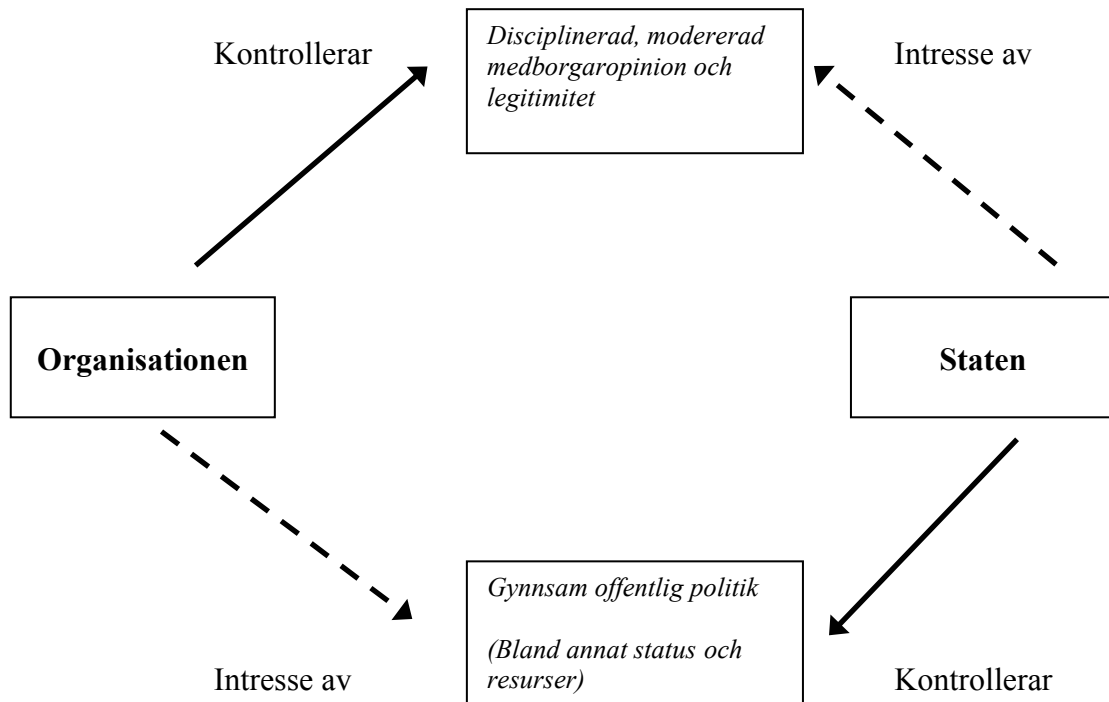 Kontrollerar
Disciplinerad, modererad
medborgaropinion och
legitimitet
Intresse av
Organisationen
Staten
Intresse av
Gynnsam offentlig politik
(Bland annat status och
resurser)
Kontrollerar